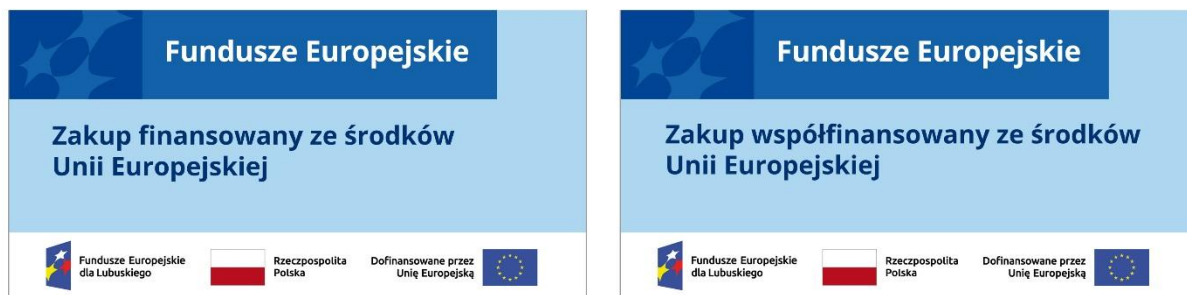 Fundusze Europejskie
Zakup finansowany ze środków
Unii Europejskiej
Fundusze Europejskie
dla Lubuskiego
Rzeczpospolita
Polska
Dofinansowane przez
Unię Europejską
Fundusze Europejskie
Zakup współfinansowany ze środków
Unii Europejskiej
Fundusze Europejskie
dla Lubuskiego
Rzeczpospolita
Polska
Dofinansowane przez
Unię Europejską